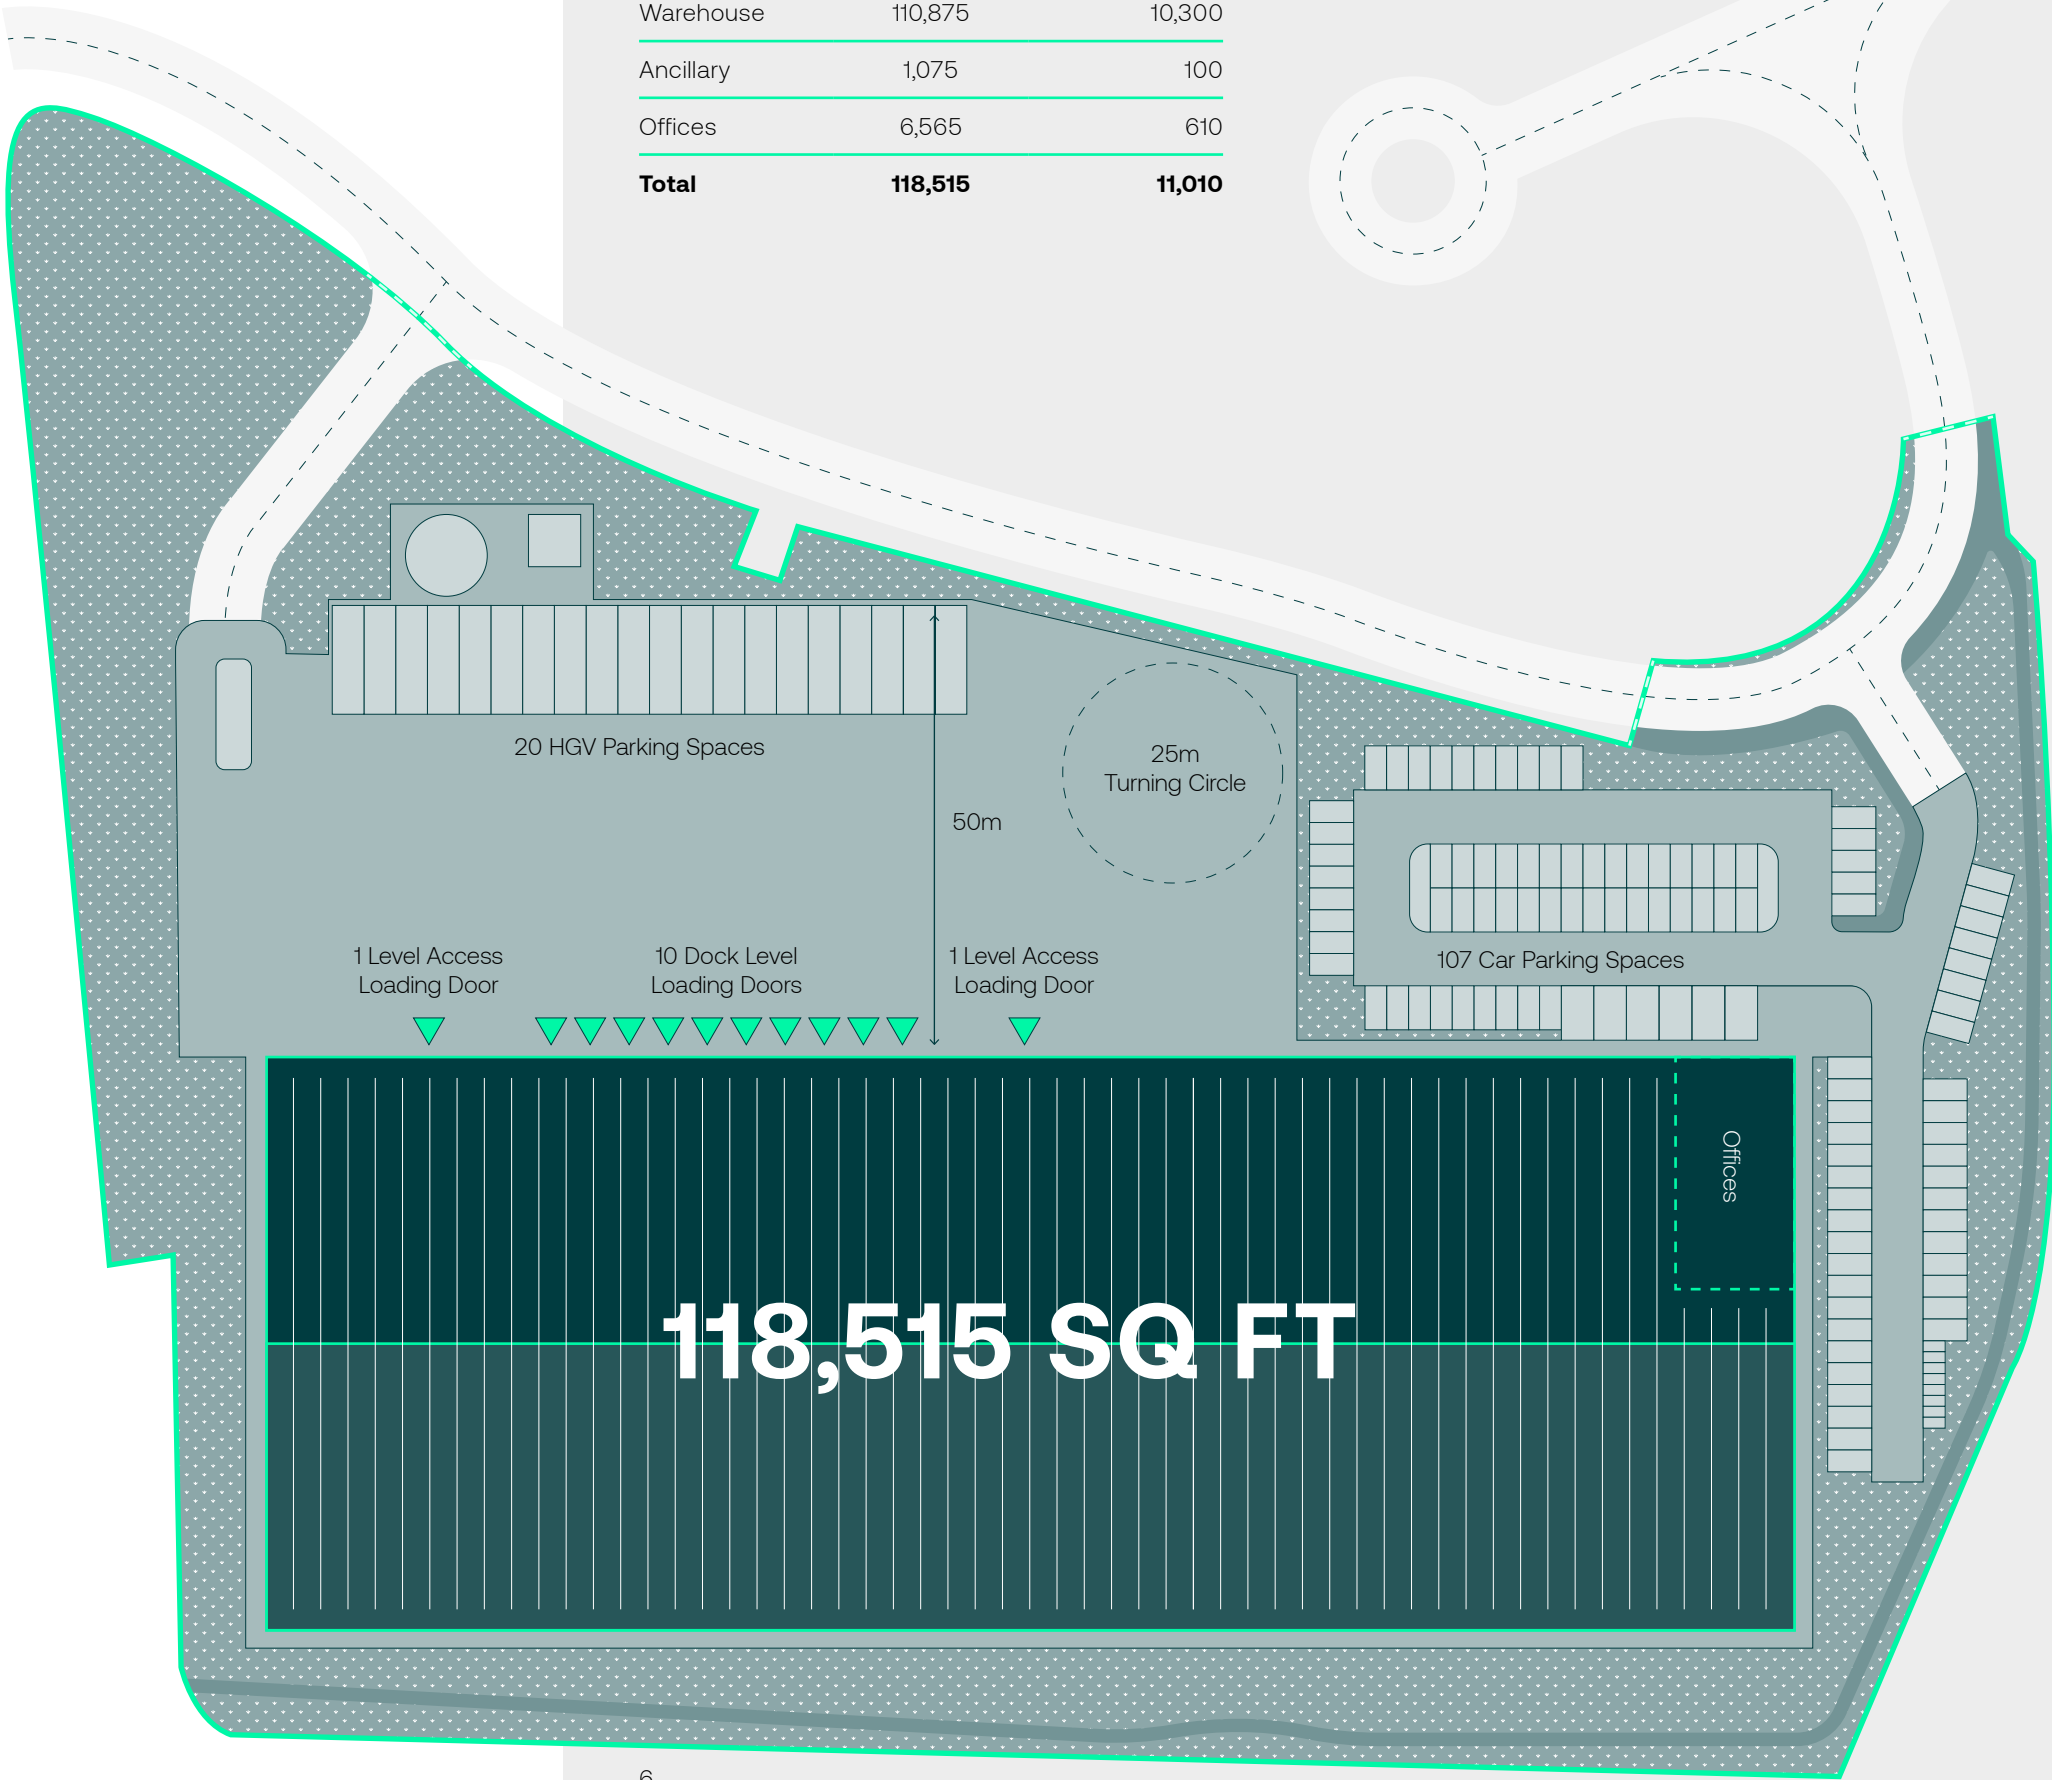 Warehouse 110,875 10,300
Ancillary 1,075 100
Offices 6,565 610
Total 118,515 11,010
20 HGV Parking Spaces
25m
Turning Circle
50m
1 Level Access
Loading Door
10 Dock Level
Loading Doors
1 Level Access
Loading Door
107 Car Parking Spaces
Offices
118,515 SQ FT